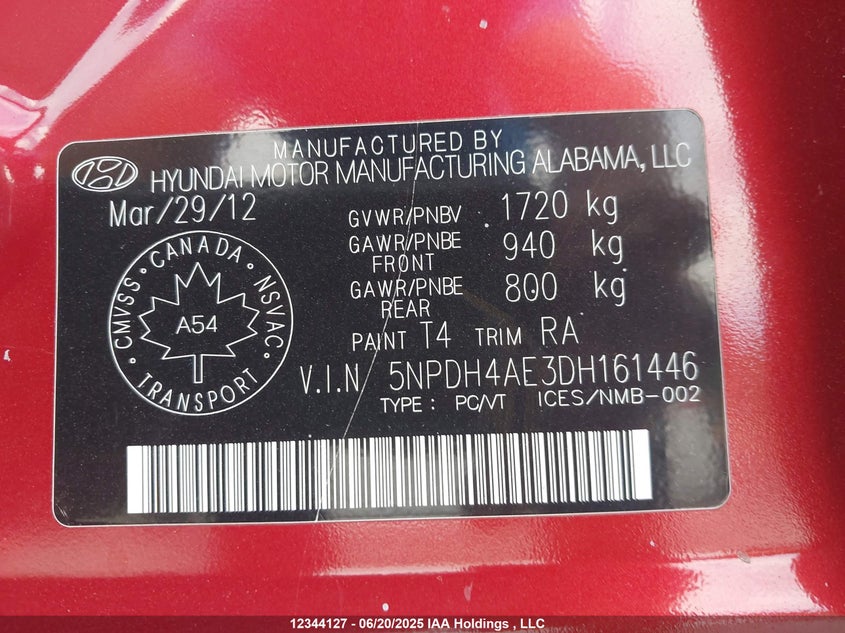 MANUFACTURED BY
HYUNDAI MOTOR MANUFACTURING ALABAMA, LLC
Mar/29/12
GVWR/PNBV 1720 kg
GAWR/PNBE FRONT 940 kg
GAWR/PNBE REAR 800 kg
PAINT T4 TRIM RA
V.I.N 5NPDH4AE3DH161446
TYPE : PC/VT ICES/NMB-002
CMVSS • CANADA • NSVAC • TRANSPORT •
A54
12344127 - 06/20/2025 IAA Holdings , LLC